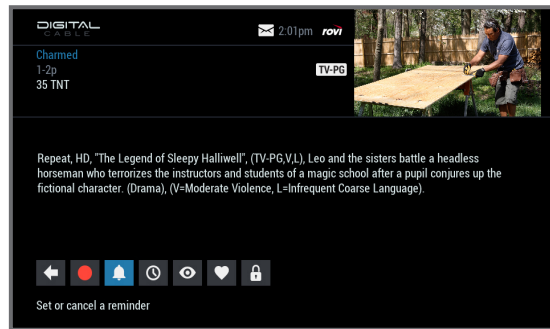 DIGITAL
CABLE
2:01pm rovi
Charmed
1-2p
TV-PG
35 TNT
Repeat, HD, "The Legend of Sleepy Halliwell", (TV-PG,V,L), Leo and the sisters battle a headless
horseman who terrorizes the instructors and students of a magic school after a pupil conjures up the
fictional character. (Drama), (V=Moderate Violence, L=Infrequent Coarse Language).
Set or cancel a reminder